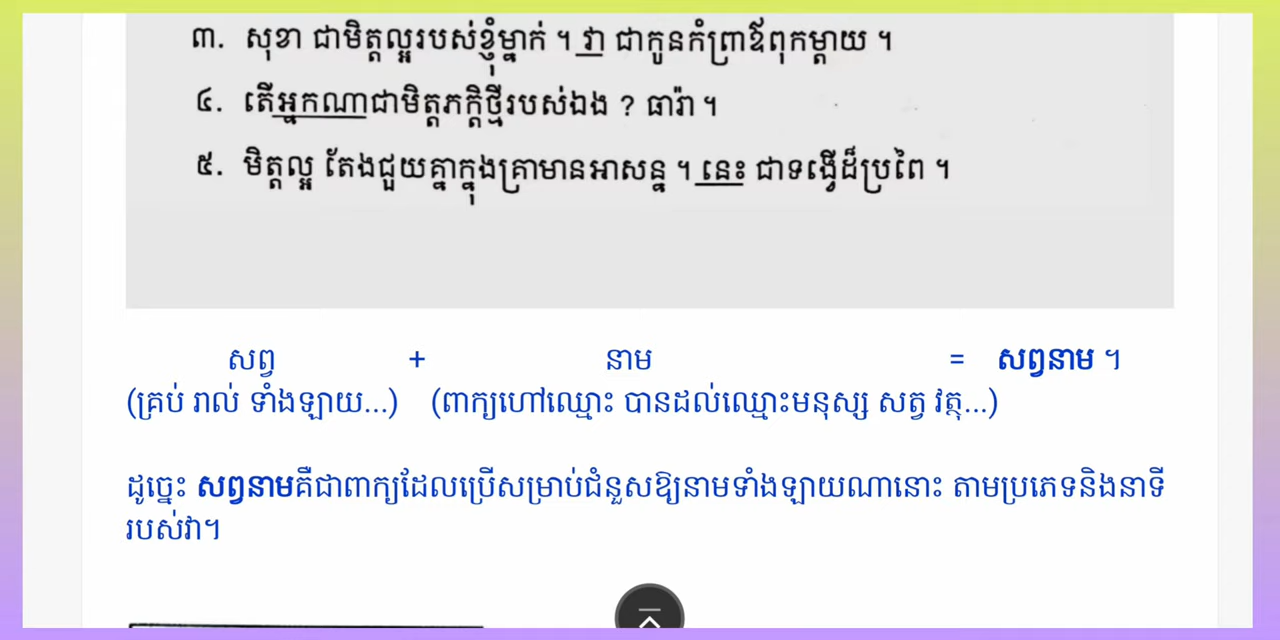 ៣. សុខា ជាមិត្តល្អរបស់ខ្ញុំម្នាក់ ។ វា ជាកូនកំព្រាឪពុកម្តាយ ។
៤. តើអ្នកណាជាមិត្តភក្តិថ្មីរបស់ឯង ? ធារ៉ា ។
៥. មិត្តល្អ តែងជួយគ្នាក្នុងគ្រាមានអាសន្ន ។ នេះ ជាទង្វើដ៏ប្រពៃ ។
សព្វ + នាម = សព្វនាម ។
(គ្រប់ រាល់ ទាំងឡាយ...) (ពាក្យហៅឈ្មោះ បានដល់ឈ្មោះមនុស្ស សត្វ វត្ថុ...)
ដូច្នេះ សព្វនាមគឺជាពាក្យដែលប្រើសម្រាប់ជំនួសឱ្យនាមទាំងឡាយណានោះ តាមប្រភេទនិងនាទី
របស់វា។